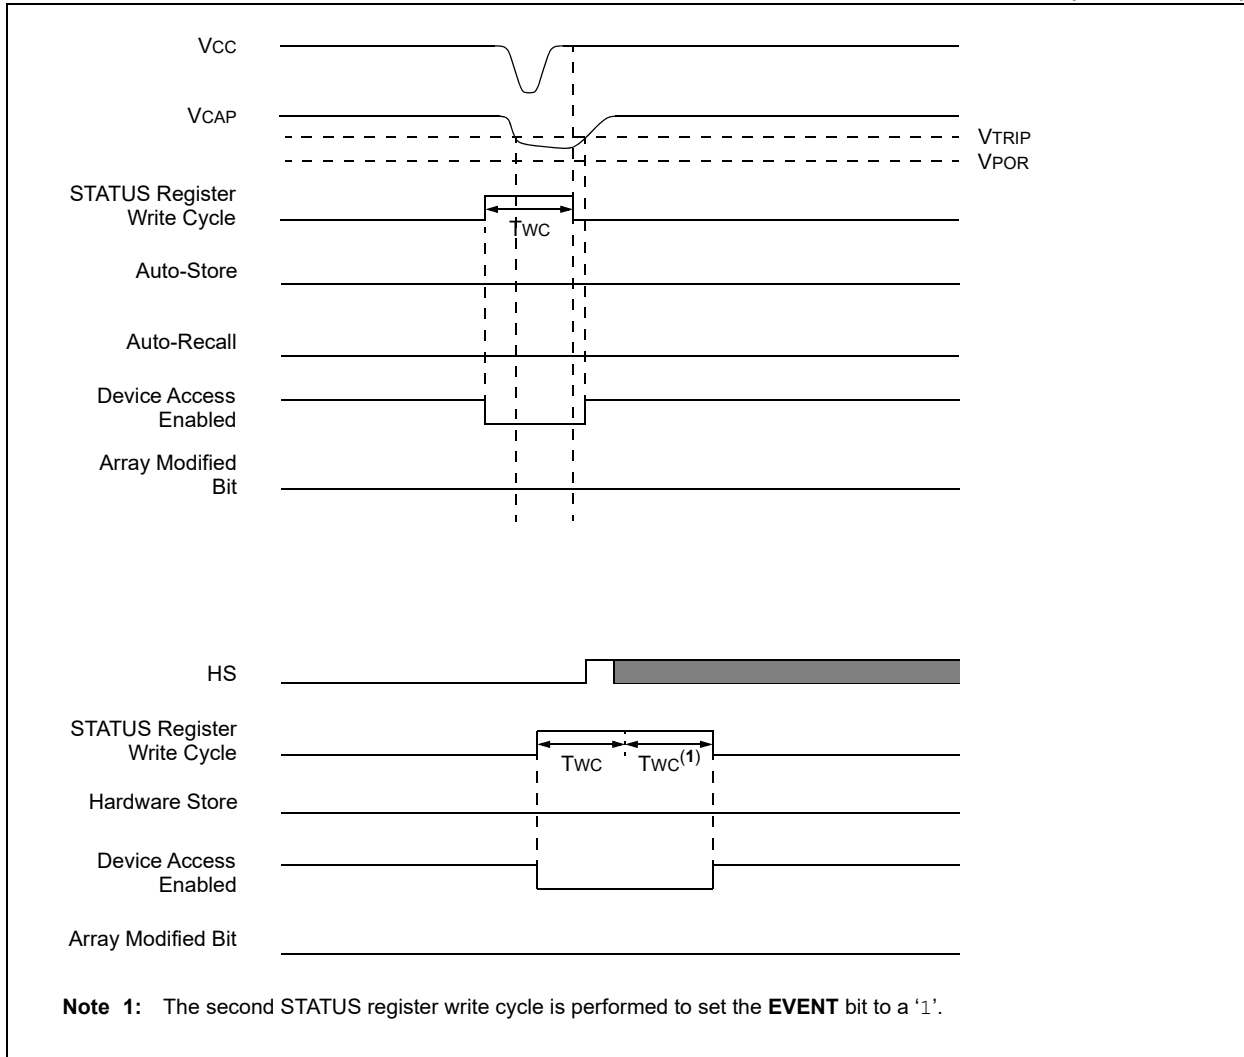 VCC
VCAP
VTRIP
VPOR
STATUS Register
Write Cycle
TWC
Auto-Store
Auto-Recall
Device Access
Enabled
Array Modified
Bit
HS
STATUS Register
Write Cycle
TWC TWC(1)
Hardware Store
Device Access
Enabled
Array Modified Bit
Note 1: The second STATUS register write cycle is performed to set the EVENT bit to a ‘1’.